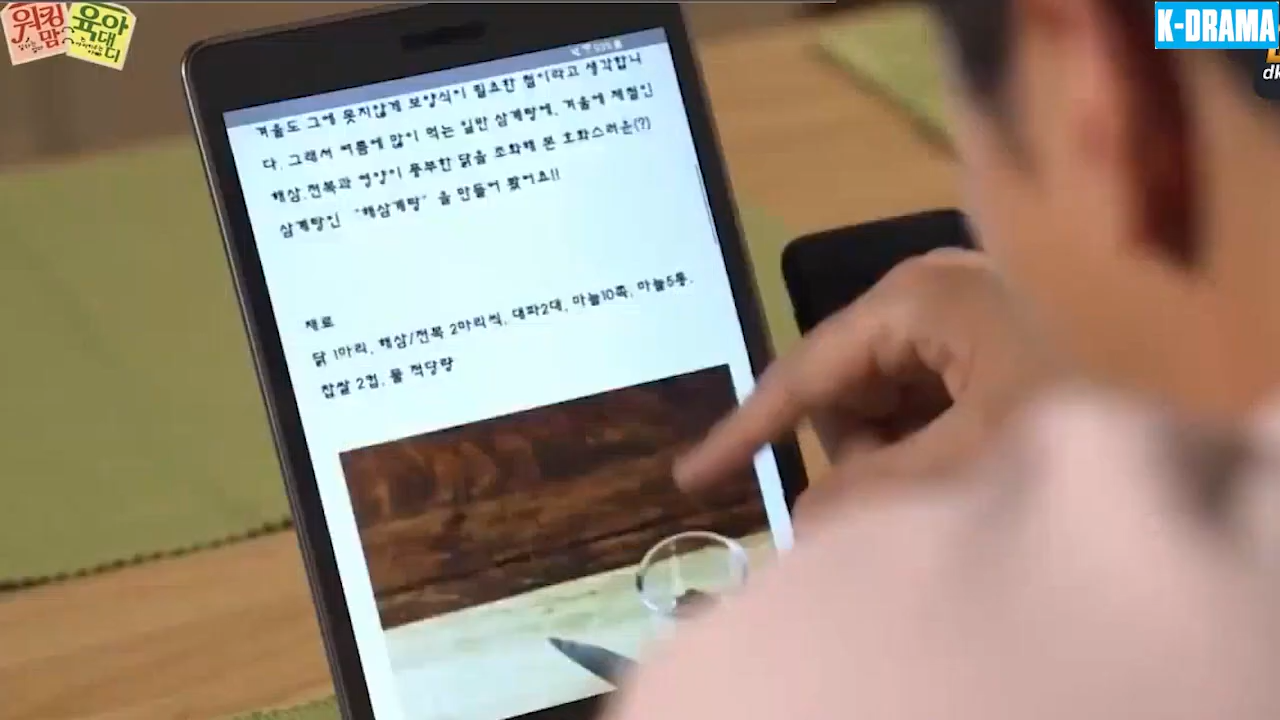 워킹맘 육아대디
K-DRAMA
겨울도 그에 못지않게 보양식이 필요한 철이라고 생각합니
다. 그래서 여름에 많이 먹는 일반 삼계탕에, 겨울에 제철인
해삼,전복과 영양이 풍부한 닭을 조화해 본 호화스러운(?)
삼계탕인 "해삼계탕" 을 만들어 봤어요!!
재료
닭 1마리, 해삼/전복 2마리씩, 대파2대, 마늘10쪽, 마늘5통,
찹쌀 2컵, 물 적당량